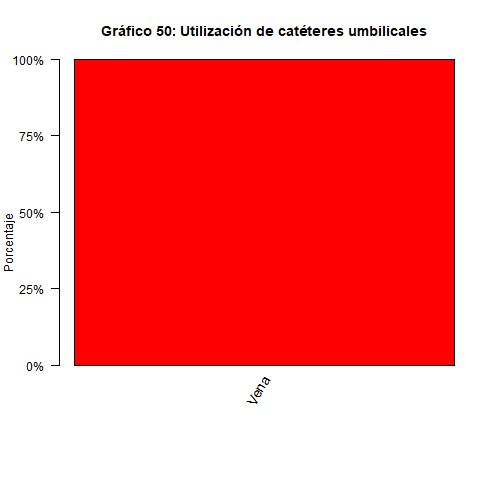 Gráfico 50: Utilización de catéteres umbilicales
100%
75%
50%
25%
0%
Porcentaje
Vena